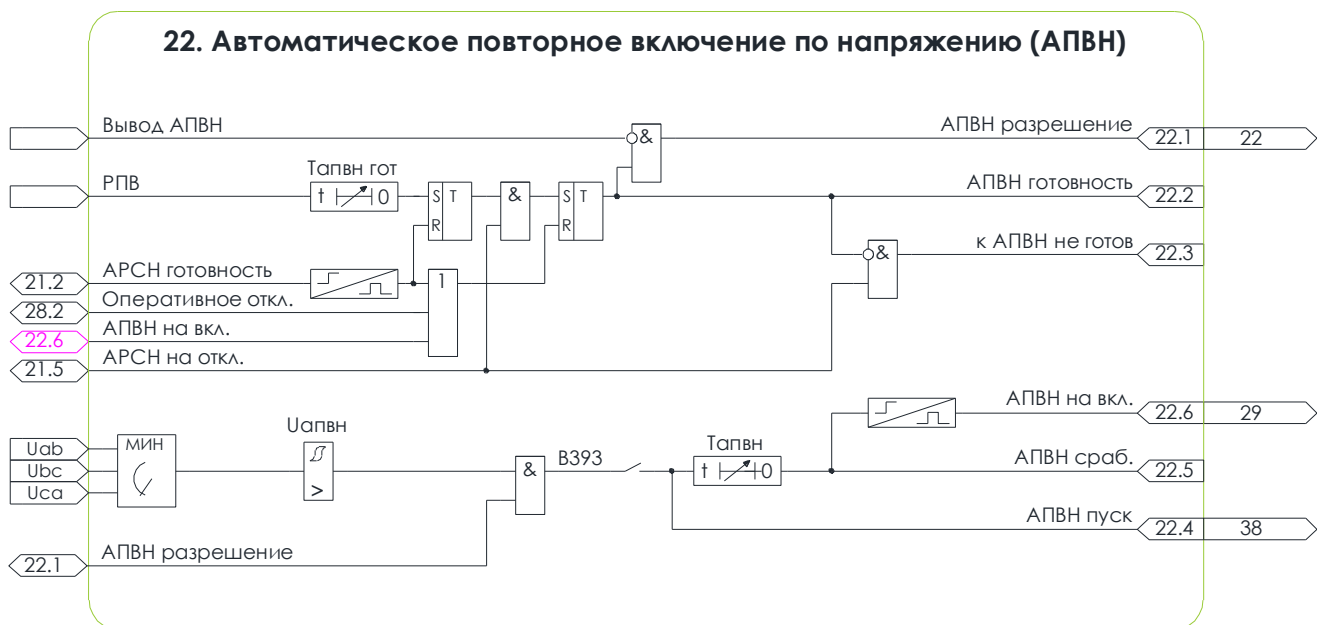 22. Автоматическое повторное включение по напряжению (АПВН)
Вывод АПВН
&
АПВН разрешение
22.1
22
РПВ
Тапвн гот
t
0
S
T
R
&
S
T
R
АПВН готовность
22.2
&
к АПВН не готов
22.3
21.2
АРСН готовность
1
28.2
Оперативное откл.
22.6
АПВН на вкл.
21.5
АРСН на откл.
АПВН на вкл.
22.6
29
Uab
Ubc
Uca
МИН
Uапвн
>
&
В393
Тапвн
t
0
АПВН сраб.
22.5
АПВН пуск
22.4
38
22.1
АПВН разрешение